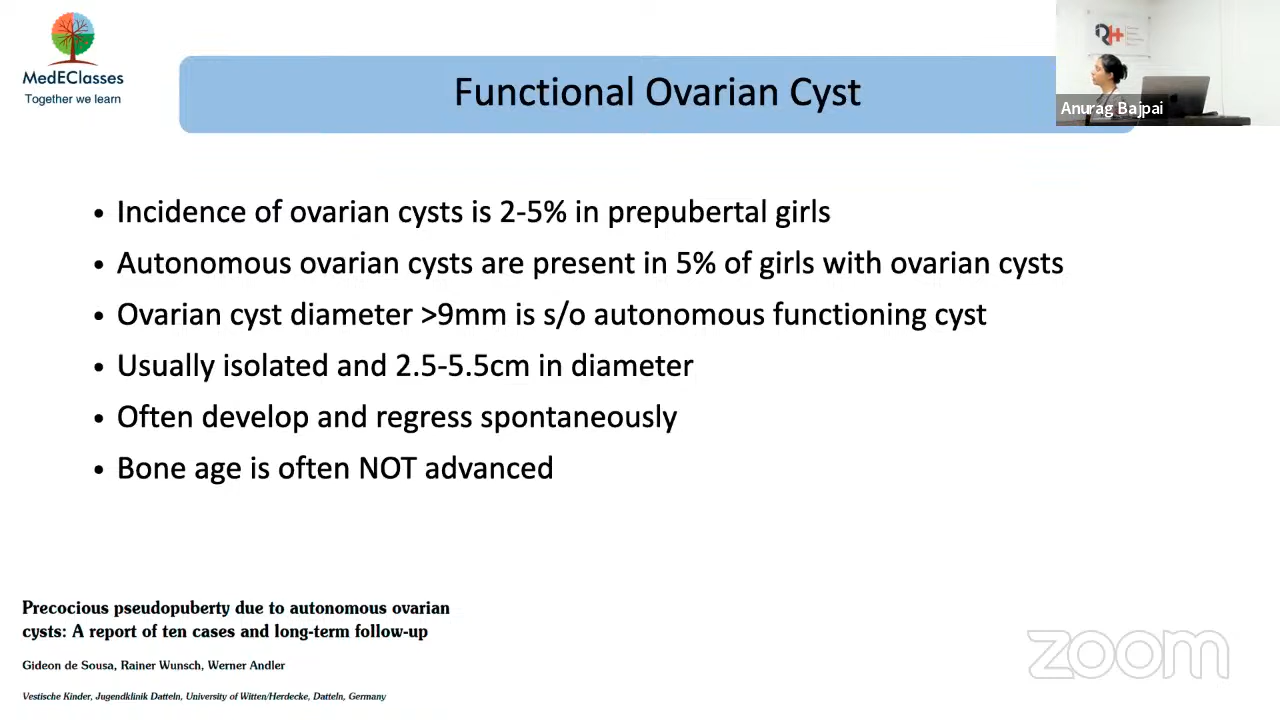 MedEClasses
Together we learn
Functional Ovarian Cyst
Anurag Bajpai
• Incidence of ovarian cysts is 2-5% in prepubertal girls
• Autonomous ovarian cysts are present in 5% of girls with ovarian cysts
• Ovarian cyst diameter >9mm is s/o autonomous functioning cyst
• Usually isolated and 2.5-5.5cm in diameter
• Often develop and regress spontaneously
• Bone age is often NOT advanced
Precocious pseudopuberty due to autonomous ovarian
cysts: A report of ten cases and long-term follow-up
Gideon de Sousa, Rainer Wunsch, Werner Andler
Vestische Kinder, Jugendklinik Datteln, University of Witten/Herdecke, Datteln, Germany
zoom